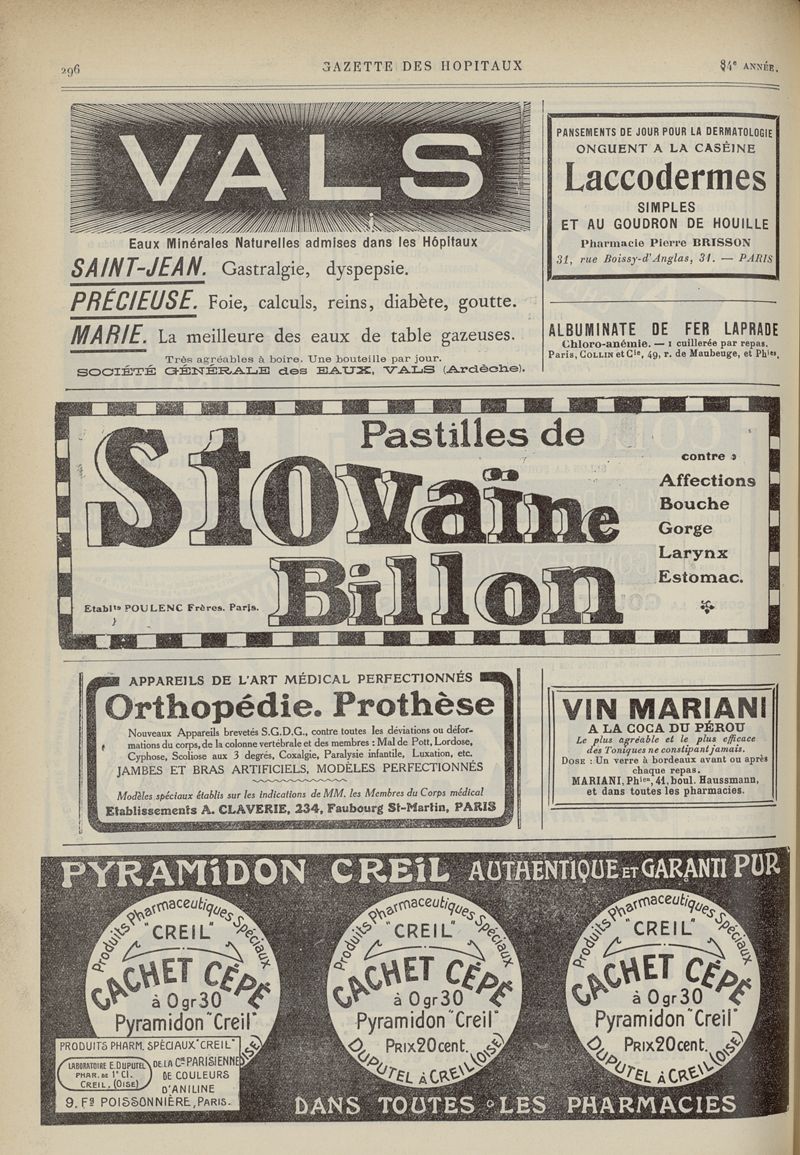 296
GAZETTE DES HOPITAUX
84e ANNÉE.
VALS
Eaux Minérales Naturelles admises dans les Hôpitaux
SAINT-JEAN. Gastralgie, dyspepsie.
PRÉCIEUSE. Foie, calculs, reins, diabète, goutte.
MARIE. La meilleure des eaux de table gazeuses.
Très agréables à boire. Une bouteille par jour.
SOCIÉTÉ GÉNÉRALE des EAUX, VALS (Ardèche).
PANSEMENTS DE JOUR POUR LA DERMATOLOGIE
ONGUENT A LA CASÉINE
Laccodermes
SIMPLES
ET AU GOUDRON DE HOUILLE
Pharmacie Pierre BRISSON
31, rue Boissy-d'Anglas, 31. — PARIS
ALBUMINATE DE FER LAPRADE
Chloro-anémie. — 1 cuillerée par repas.
Paris, COLLIN et Cie, 49, r. de Maubeuge, et Phies.
Pastilles de
Stovaïne
Billon
contre :
Affections
Bouche
Gorge
Larynx
Estomac.
Etablts POULENC Frères. Paris.
APPAREILS DE L'ART MÉDICAL PERFECTIONNÉS
Orthopédie. Prothèse
Nouveaux Appareils brevetés S.G.D.G., contre toutes les déviations ou défor-
mations du corps, de la colonne vertébrale et des membres : Mal de Pott, Lordose,
Cyphose, Scoliose aux 3 degrés, Coxalgie, Paralysie infantile, Luxation, etc.
JAMBES ET BRAS ARTIFICIELS, MODÈLES PERFECTIONNÉS
Modèles spéciaux établis sur les indications de MM. les Membres du Corps médical
Etablissements A. CLAVERIE, 234, Faubourg St-Martin, PARIS
VIN MARIANI
A LA COCA DU PÉROU
Le plus agréable et le plus efficace
des Toniques ne constipant jamais.
DOSE : Un verre à bordeaux avant ou après
chaque repas.
MARIANI, Phien, 41, boul. Haussmann,
et dans toutes les pharmacies.
PYRAMIDON CREIL AUTHENTIQUE ET GARANTI PUR
Produits Pharmaceutiques Spéciaux
"CREIL"
CACHET CÉPÉ
à 0gr30
Pyramidon "Creil"
(OISE)
PRODUITS PHARM. SPÉCIAUX "CREIL"
LABORATOIRE E. DUPUTEL
PHAR. DE 1e Cl.
CREIL, (OISE)
DE LA Cie PARISIENNE
DE COULEURS
D'ANILINE
9, Fg POISSONNIÈRE, PARIS.
Produits Pharmaceutiques Spéciaux
"CREIL"
CACHET CÉPÉ
à 0gr30
Pyramidon "Creil"
PRIX 20 cent.
DUPUTEL À CREIL (OISE)
Produits Pharmaceutiques Spéciaux
"CREIL"
CACHET CÉPÉ
à 0gr30
Pyramidon "Creil"
PRIX 20 cent.
DUPUTEL À CREIL (OISE)
DANS TOUTES LES PHARMACIES